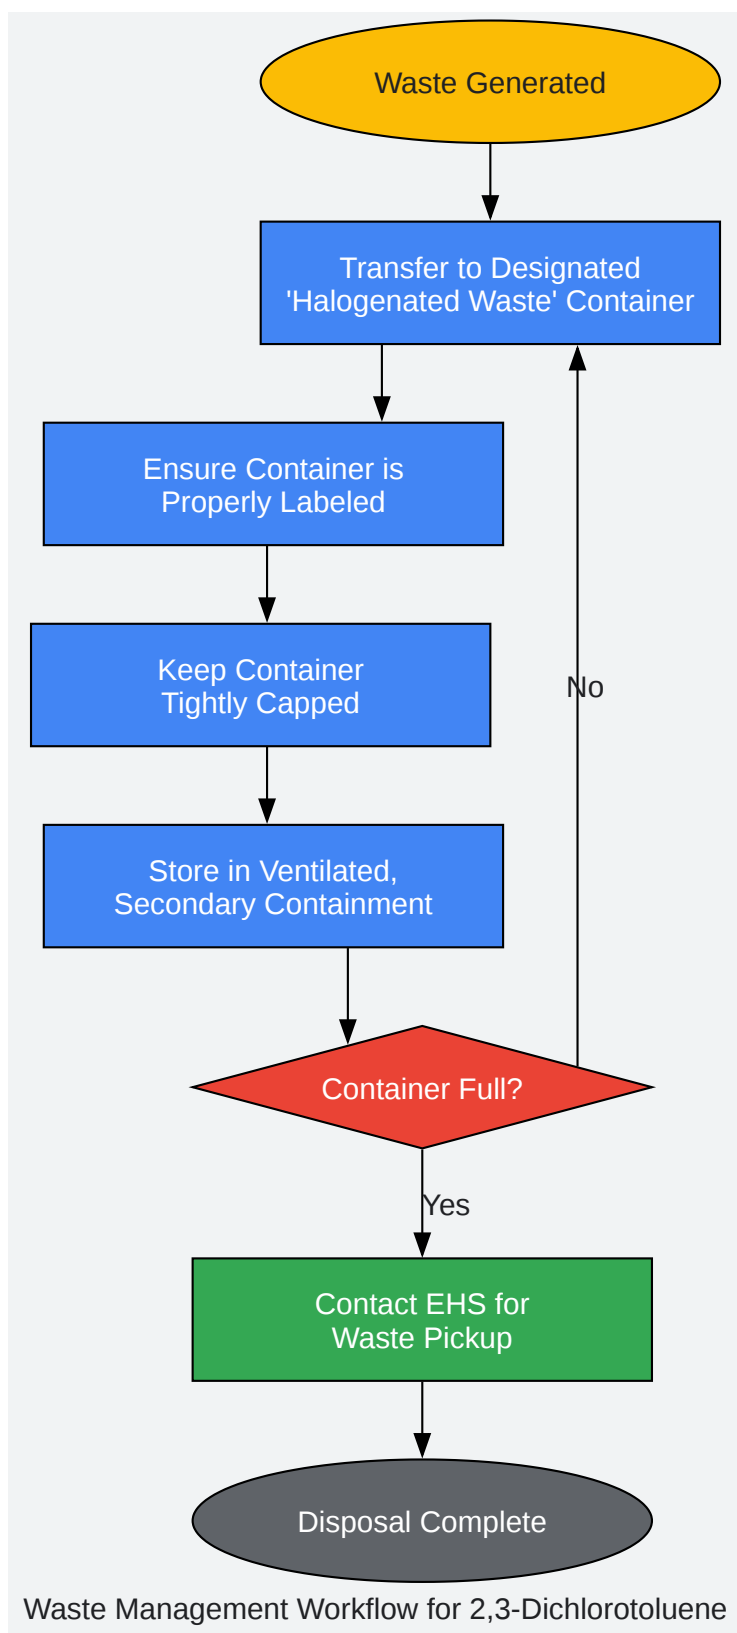 Waste Generated
Transfer to Designated
'Halogenated Waste' Container
Ensure Container is
Properly Labeled
Keep Container
Tightly Capped
No
Store in Ventilated,
Secondary Containment
Container Full?
Yes
Contact EHS for
Waste Pickup
Disposal Complete
Waste Management Workflow for 2,3-Dichlorotoluene